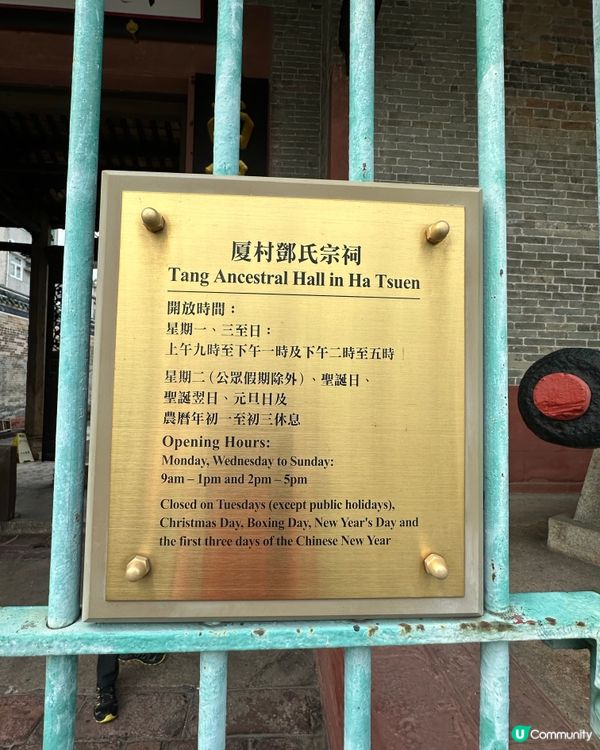 厦村鄧氏宗祠
Tang Ancestral Hall in Ha Tsuen
開放時間：
星期一、三至日：
上午九時至下午一時及下午二時至五時
星期二（公眾假期除外）、聖誕日、
聖誕翌日、元旦日及
農曆年初一至初三休息
Opening Hours:
Monday, Wednesday to Sunday:
9am – 1pm and 2pm – 5pm
Closed on Tuesdays (except public holidays),
Christmas Day, Boxing Day, New Year's Day and
the first three days of the Chinese New Year
U Community